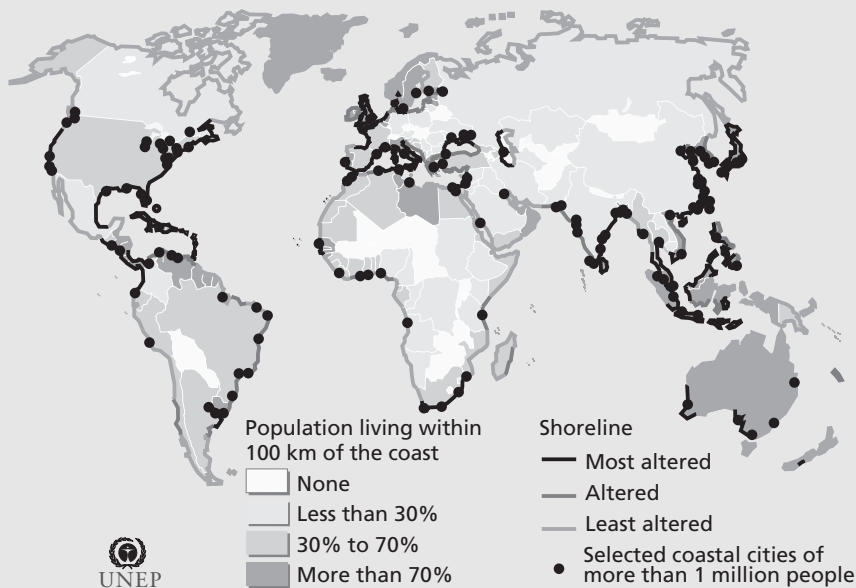 Population living within
100 km of the coast
None
Less than 30%
30% to 70%
More than 70%
Shoreline
Most altered
Altered
Least altered
Selected coastal cities of
more than 1 million people
UNEP